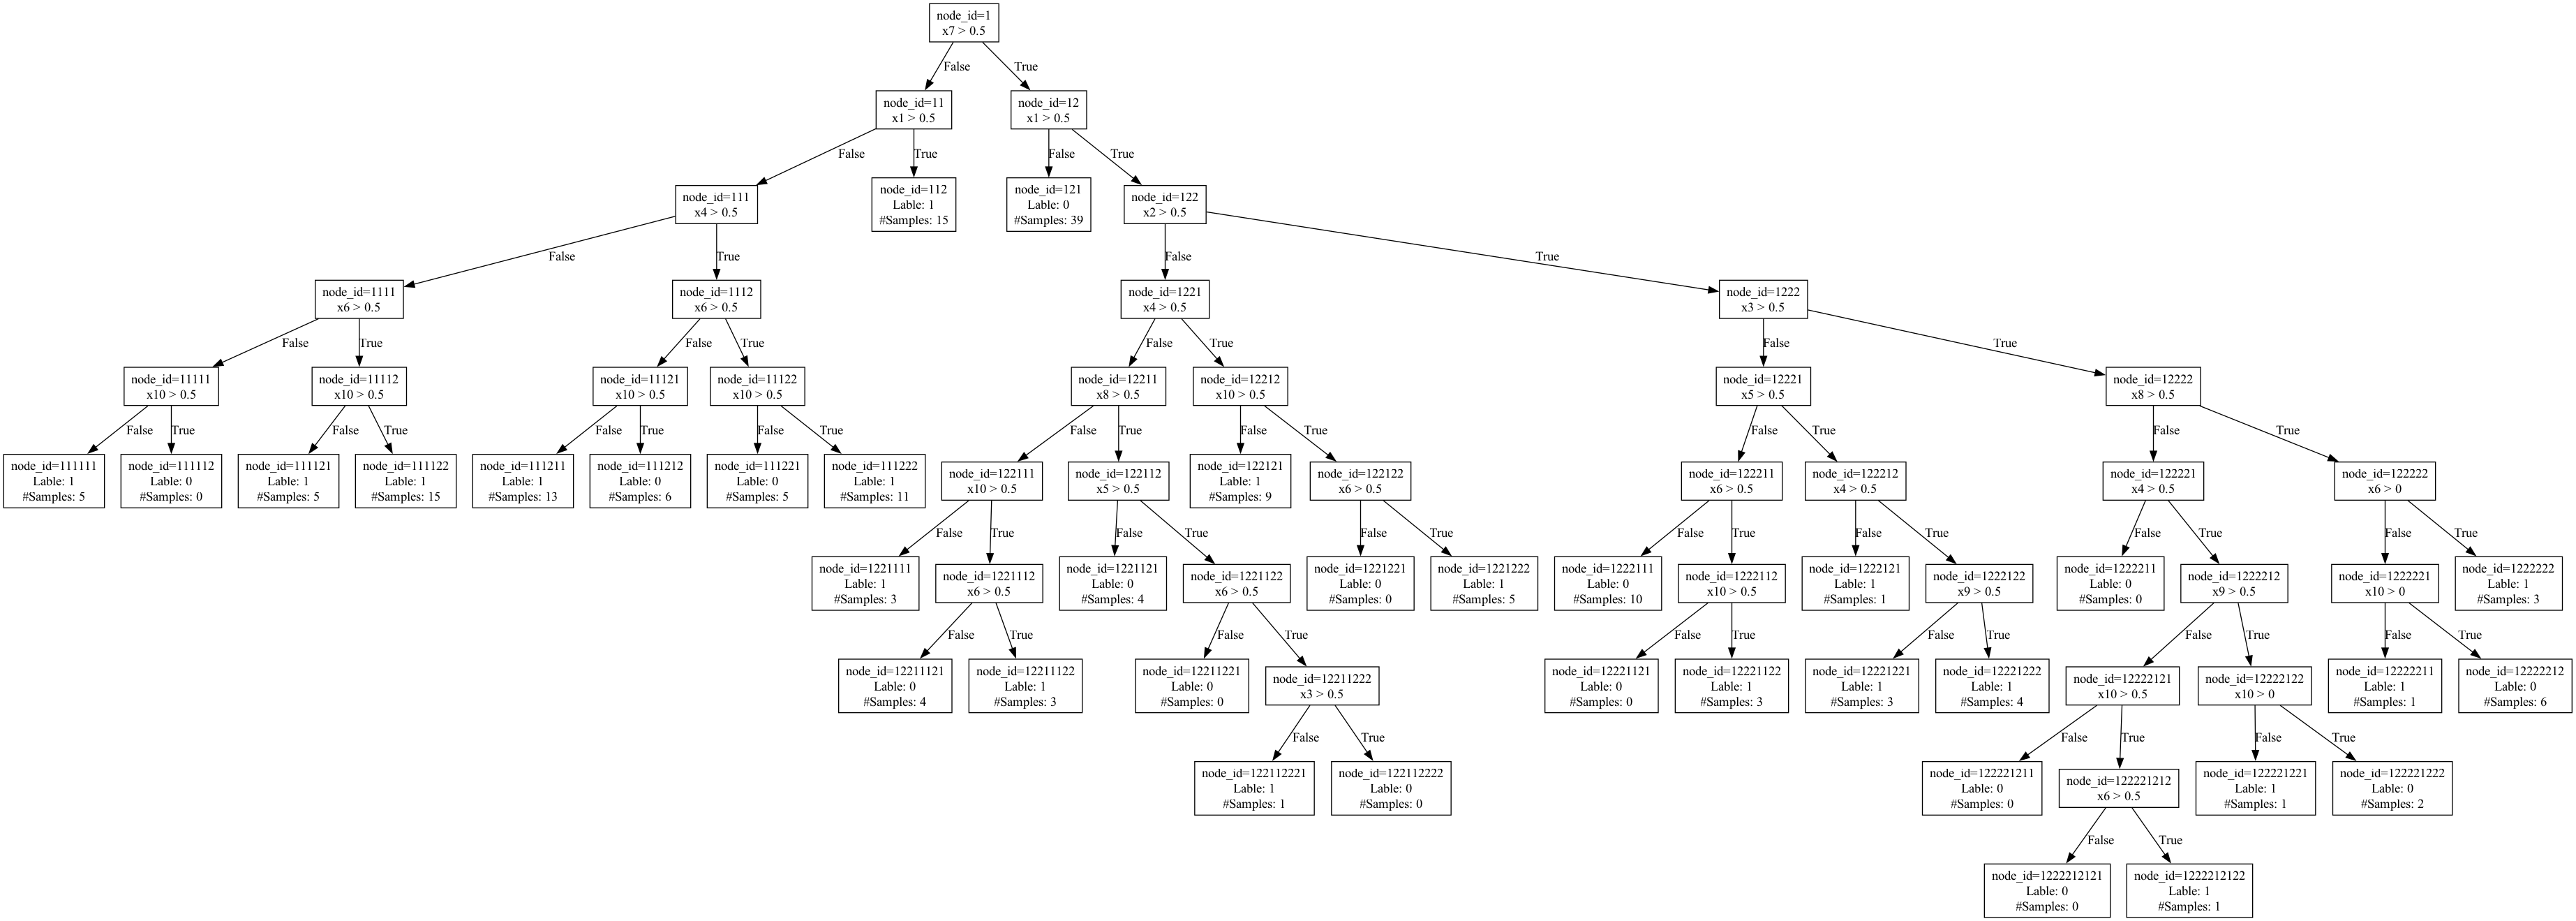 node_id=1
x7 > 0.5
False
True
node_id=11
x1 > 0.5
node_id=12
x1 > 0.5
False
True
False
True
node_id=111
x4 > 0.5
node_id=112
Lable: 1
#Samples: 15
node_id=121
Lable: 0
#Samples: 39
node_id=122
x2 > 0.5
False
True
False
True
node_id=1111
x6 > 0.5
node_id=1112
x6 > 0.5
node_id=1221
x4 > 0.5
node_id=1222
x3 > 0.5
False
True
False
True
False
True
False
True
node_id=11111
x10 > 0.5
node_id=11112
x10 > 0.5
node_id=11121
x10 > 0.5
node_id=11122
x10 > 0.5
node_id=12211
x8 > 0.5
node_id=12212
x10 > 0.5
node_id=12221
x5 > 0.5
node_id=12222
x8 > 0.5
False
True
False
True
False
True
False
True
False
True
False
True
False
True
False
True
node_id=111111
Lable: 1
#Samples: 5
node_id=111112
Lable: 0
#Samples: 0
node_id=111121
Lable: 1
#Samples: 5
node_id=111122
Lable: 1
#Samples: 15
node_id=111211
Lable: 1
#Samples: 13
node_id=111212
Lable: 0
#Samples: 6
node_id=111221
Lable: 0
#Samples: 5
node_id=111222
Lable: 1
#Samples: 11
node_id=122111
x10 > 0.5
node_id=122112
x5 > 0.5
node_id=122121
Lable: 1
#Samples: 9
node_id=122122
x6 > 0.5
node_id=122211
x6 > 0.5
node_id=122212
x4 > 0.5
node_id=122221
x4 > 0.5
node_id=122222
x6 > 0
False
True
False
True
False
True
False
True
False
True
False
True
False
True
node_id=1221111
Lable: 1
#Samples: 3
node_id=1221112
x6 > 0.5
node_id=1221121
Lable: 0
#Samples: 4
node_id=1221122
x6 > 0.5
node_id=1221221
Lable: 0
#Samples: 0
node_id=1221222
Lable: 1
#Samples: 5
node_id=1222111
Lable: 0
#Samples: 10
node_id=1222112
x10 > 0.5
node_id=1222121
Lable: 1
#Samples: 1
node_id=1222122
x9 > 0.5
node_id=1222211
Lable: 0
#Samples: 0
node_id=1222212
x9 > 0.5
node_id=1222221
x10 > 0
node_id=1222222
Lable: 1
#Samples: 3
False
True
False
True
False
True
False
True
False
True
False
True
node_id=12211121
Lable: 0
#Samples: 4
node_id=12211122
Lable: 1
#Samples: 3
node_id=12211221
Lable: 0
#Samples: 0
node_id=12211222
x3 > 0.5
node_id=12221121
Lable: 0
#Samples: 0
node_id=12221122
Lable: 1
#Samples: 3
node_id=12221221
Lable: 1
#Samples: 3
node_id=12221222
Lable: 1
#Samples: 4
node_id=12222121
x10 > 0.5
node_id=12222122
x10 > 0
node_id=12222211
Lable: 1
#Samples: 1
node_id=12222212
Lable: 0
#Samples: 6
False
True
False
True
False
True
node_id=122112221
Lable: 1
#Samples: 1
node_id=122112222
Lable: 0
#Samples: 0
node_id=122221211
Lable: 0
#Samples: 0
node_id=122221212
x6 > 0.5
node_id=122221221
Lable: 1
#Samples: 1
node_id=122221222
Lable: 0
#Samples: 2
False
True
node_id=1222212121
Lable: 0
#Samples: 0
node_id=1222212122
Lable: 1
#Samples: 1